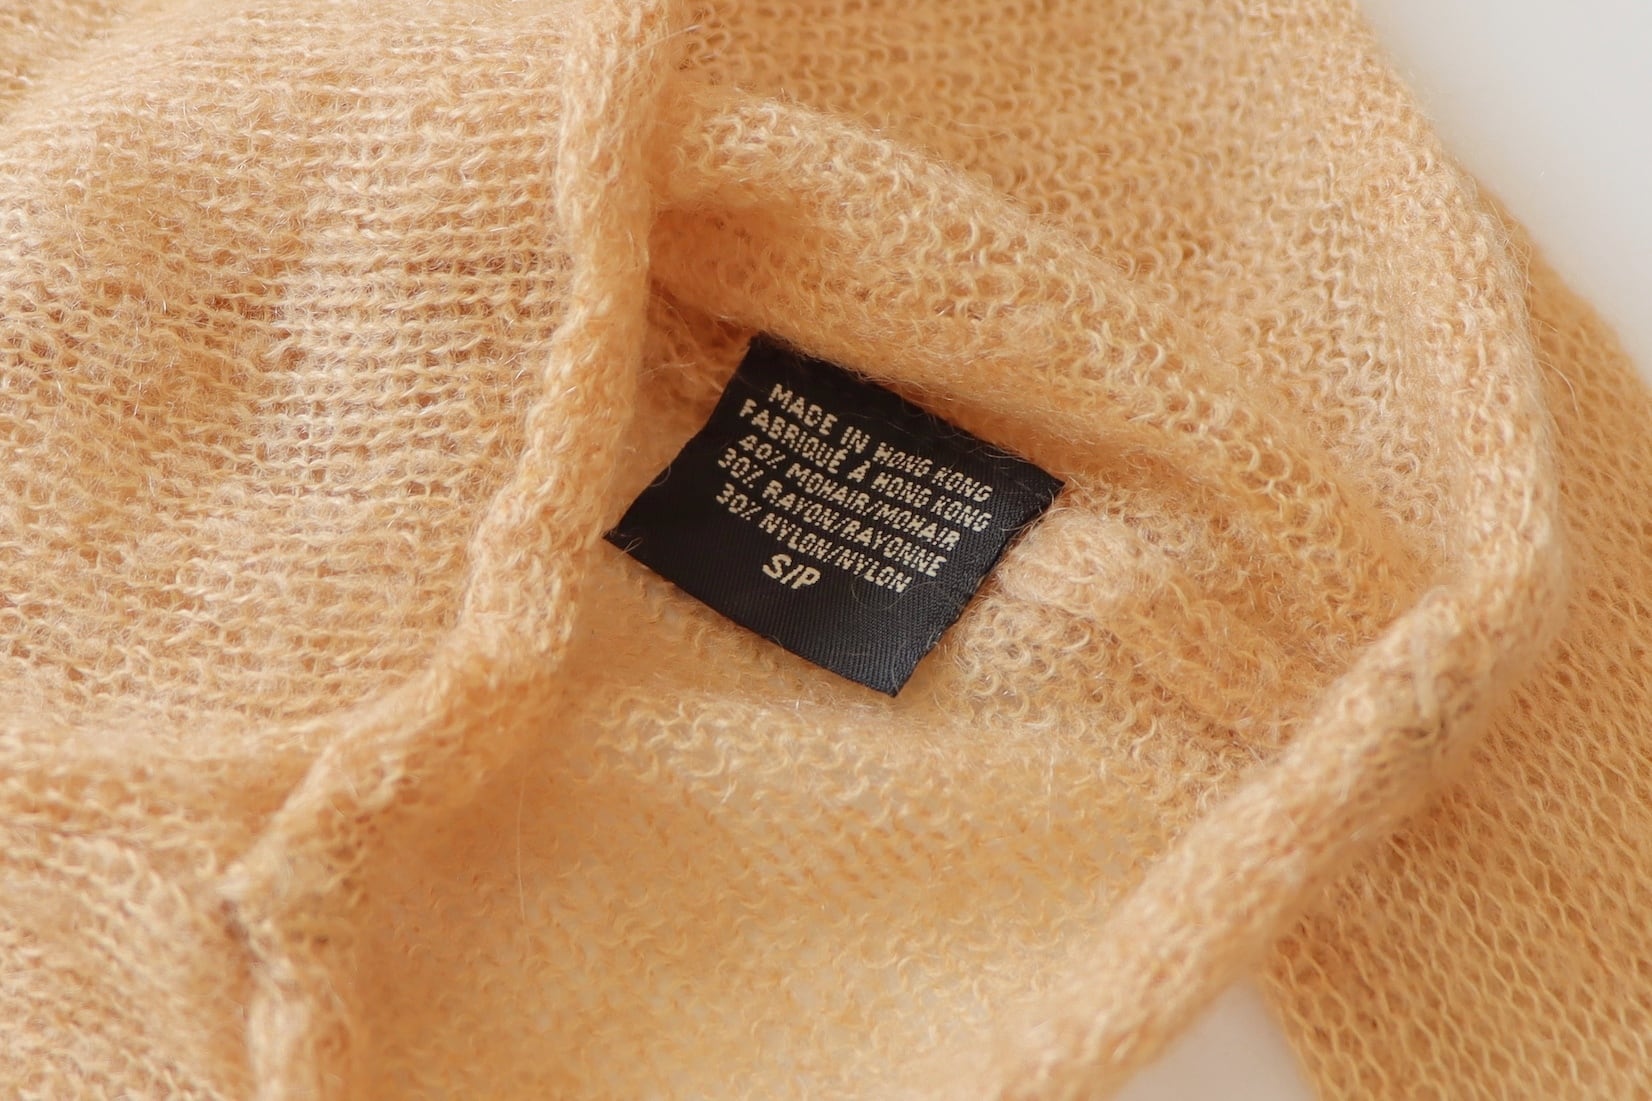 MADE IN HONG KONG
FABRIQUÉ À HONG KONG
40% MOHAIR/MOHAIR
30% RAYON/RAYONNE
30% NYLON/NYLON
S/P